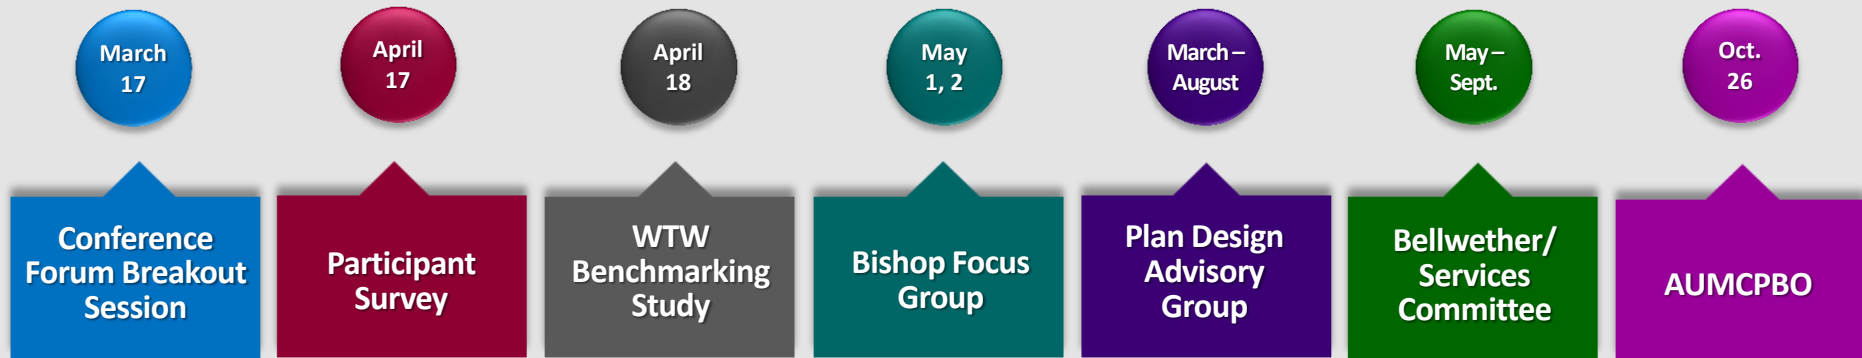 March
17
April
17
April
18
May
1, 2
March –
August
May –
Sept.
Oct.
26
Conference
Forum Breakout
Session
Participant
Survey
WTW
Benchmarking
Study
Bishop Focus
Group
Plan Design
Advisory
Group
Bellwether/
Services
Committee
AUMCPBO